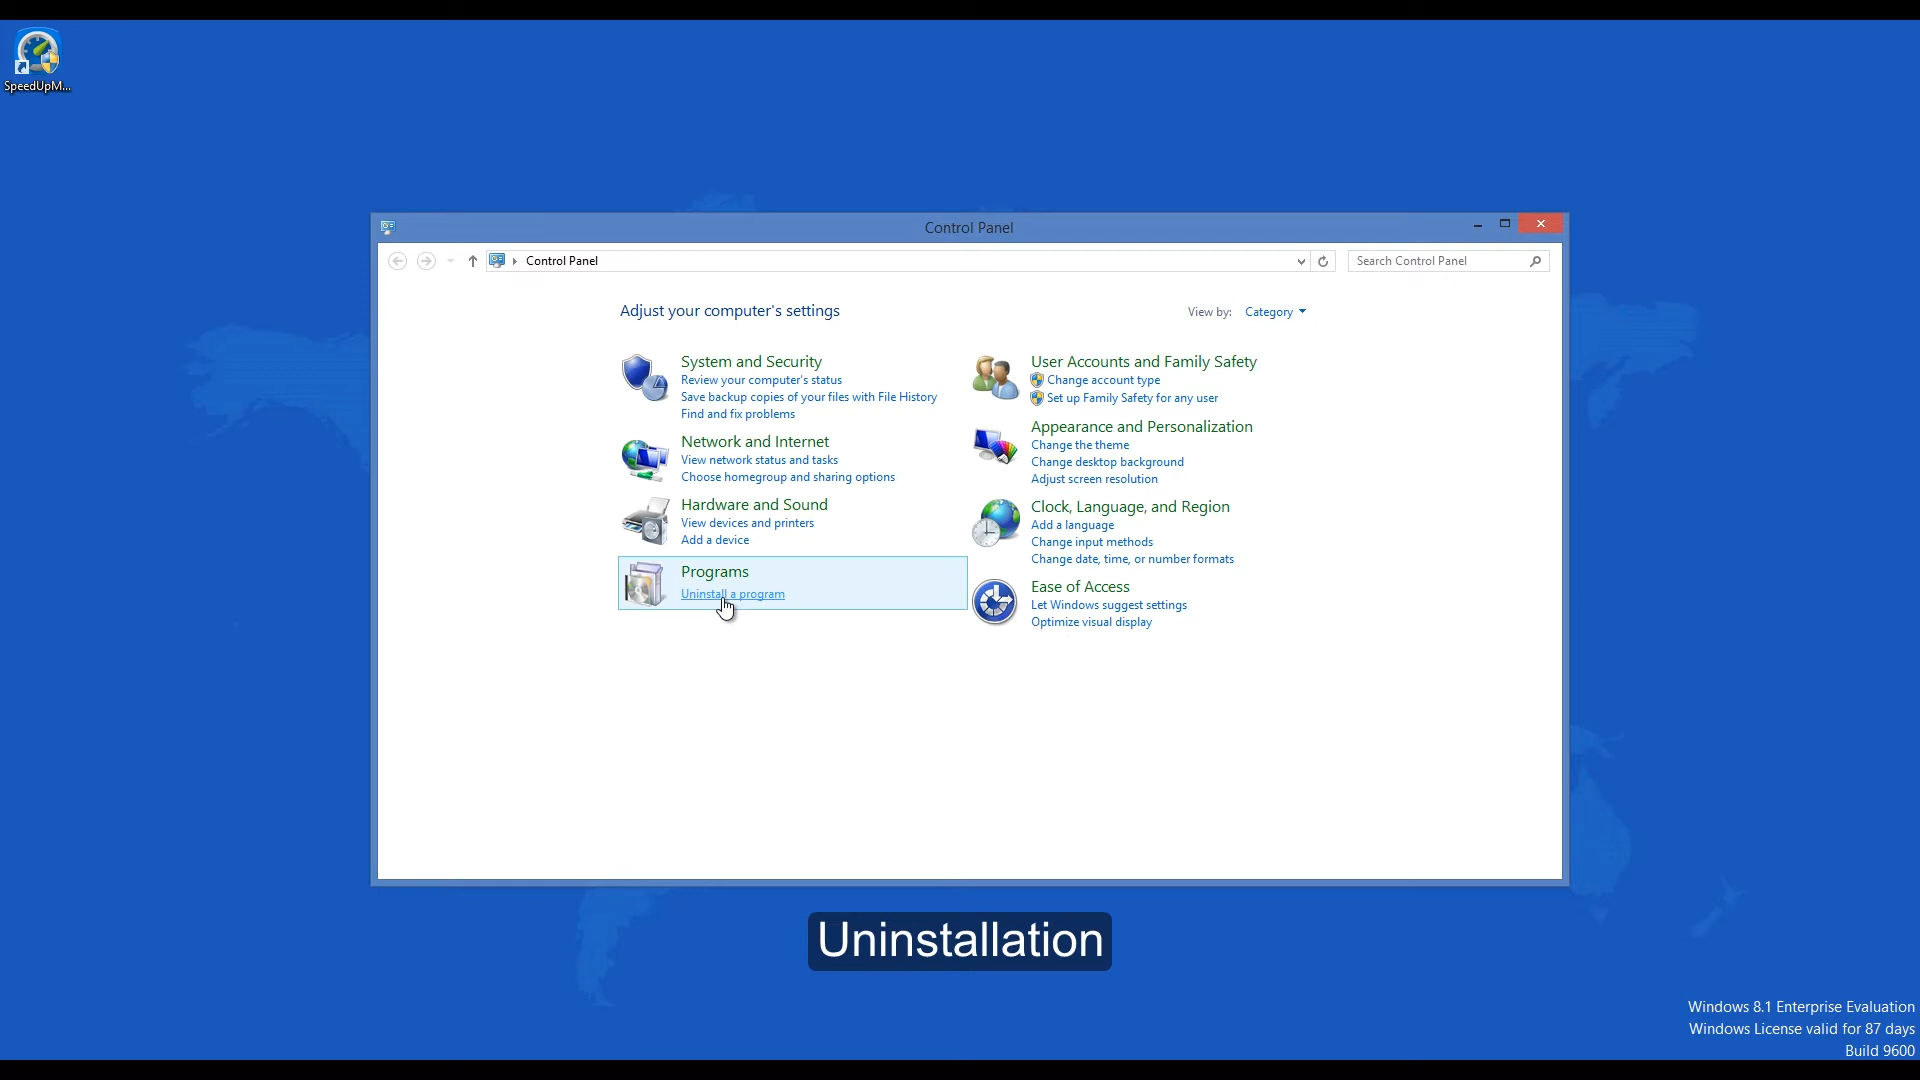 SpeedUpM...
Control Panel
Control Panel
Search Control Panel
Adjust your computer's settings
View by: Category
System and Security
Review your computer's status
Save backup copies of your files with File History
Find and fix problems
Network and Internet
View network status and tasks
Choose homegroup and sharing options
Hardware and Sound
View devices and printers
Add a device
Programs
Uninstall a program
User Accounts and Family Safety
Change account type
Set up Family Safety for any user
Appearance and Personalization
Change the theme
Change desktop background
Adjust screen resolution
Clock, Language, and Region
Add a language
Change input methods
Change date, time, or number formats
Ease of Access
Let Windows suggest settings
Optimize visual display
Uninstallation
Windows 8.1 Enterprise Evaluation
Windows License valid for 87 days
Build 9600